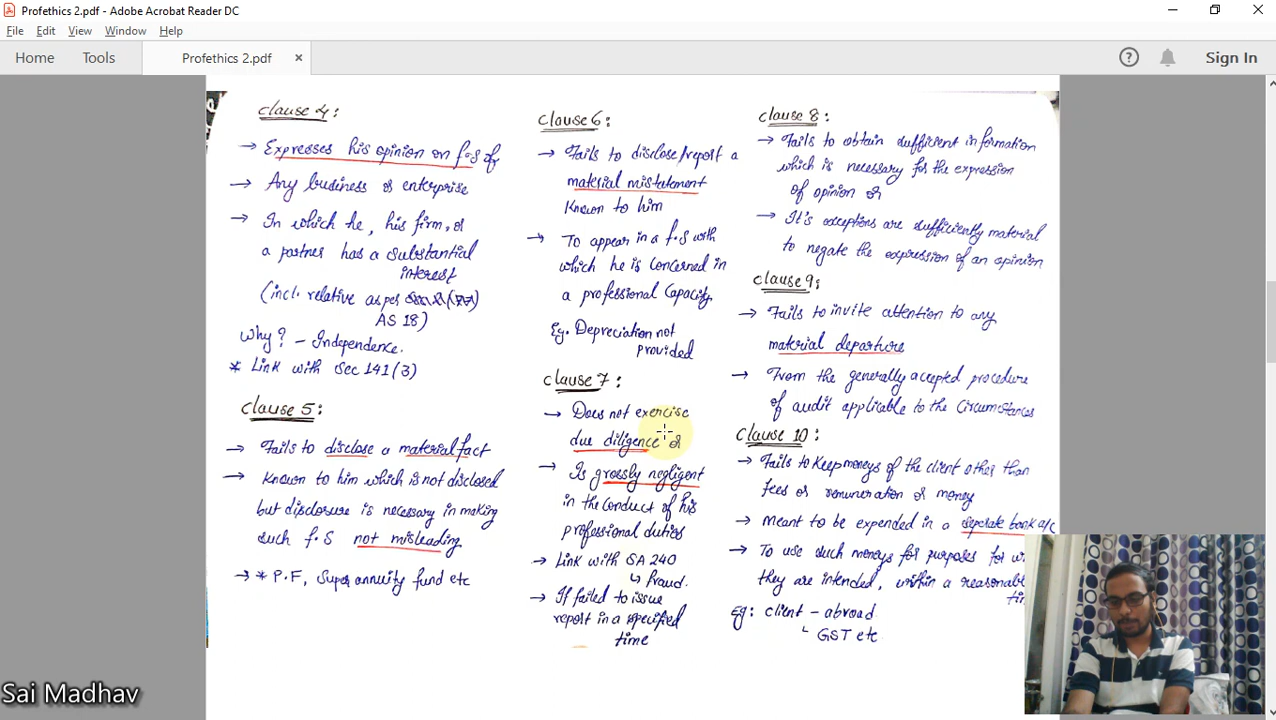 Profethics 2.pdf - Adobe Acrobat Reader DC
File Edit View Window Help
Home Tools Profethics 2.pdf × Sign In
Clause 4:
→ Expresses his opinion on f.s of
→ Any business or enterprise
→ In which he, his firm, or
a partner has a substantial
interest
(incl. relative as per
AS 18)
Why? – Independence.
* Link with Sec 141(3)
Clause 5:
→ Fails to disclose a material fact
→ Known to him which is not disclosed
but disclosure is necessary in making
such f.s not misleading
→ * P.F, Super annuity fund etc
Clause 6:
→ Fails to disclose/report a
material mistatement
Known to him
→ To appear in a f.s with
which he is concerned in
a professional capacity
Eg. Depreciation not
provided
Clause 7:
→ Does not exercise
due diligence or
→ Is grossly negligent
in the conduct of his
professional duties
→ Link with SA 240
↳ Fraud.
→ If failed to issue
report in a specified
time
Clause 8:
→ Fails to obtain sufficient information
which is necessary for the expression
of opinion or
→ It's exceptions are sufficiently material
to negate the expression of an opinion
Clause 9:
→ Fails to invite attention to any
material departure
→ From the generally accepted procedure
of audit applicable to the circumstances
Clause 10:
→ Fails to keep moneys of the client other than
fees or remuneration or money
→ Meant to be expended in a seperate bank a/c
→ To use such moneys for purposes for
they are intended, within a reasonable
Eg: client – abroad
└ GST etc
Sai Madhav